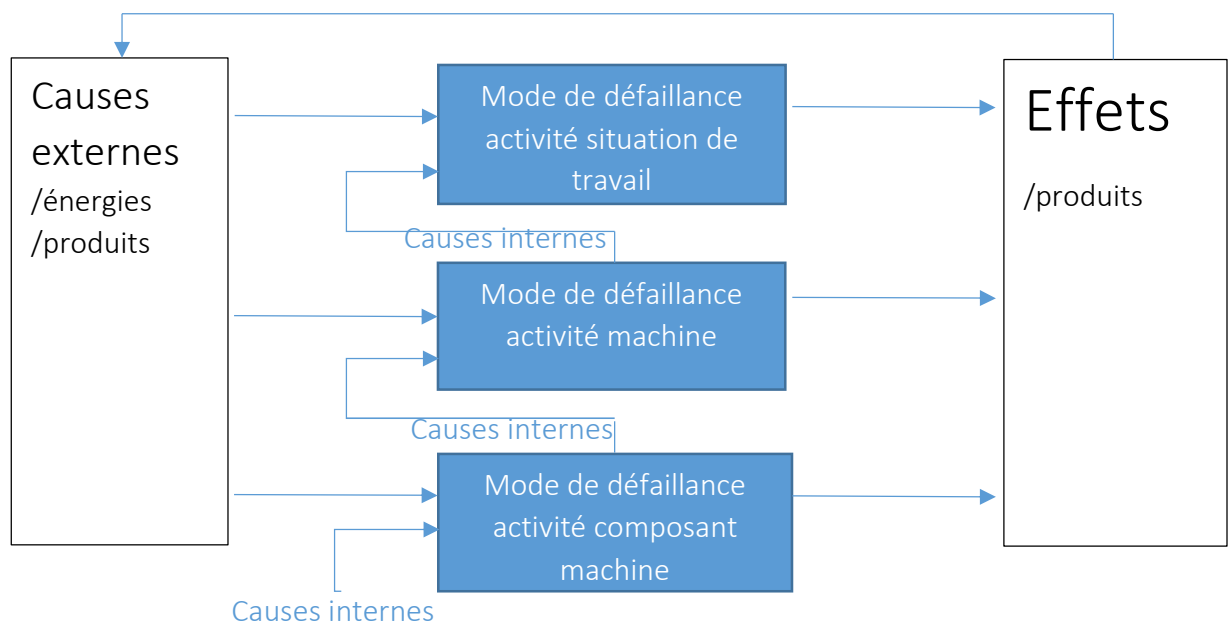 Causes
externes
/énergies
/produits
Mode de défaillance
activité situation de
travail
Causes internes
Mode de défaillance
activité machine
Causes internes
Mode de défaillance
activité composant
machine
Causes internes
Effets
/produits